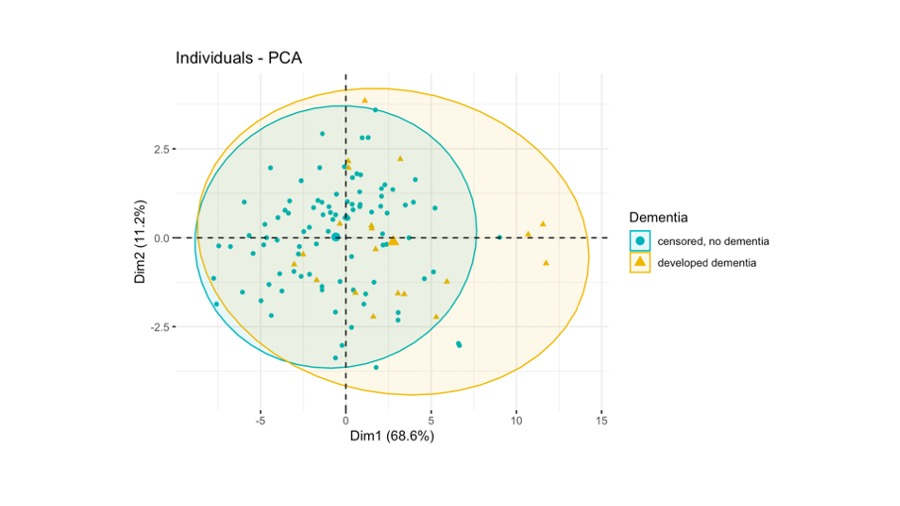 Individuals - PCA
Dim2 (11.2%)
2.5
0.0
-2.5
-5
0
5
10
15
Dim1 (68.6%)
Dementia
censored, no dementia
developed dementia